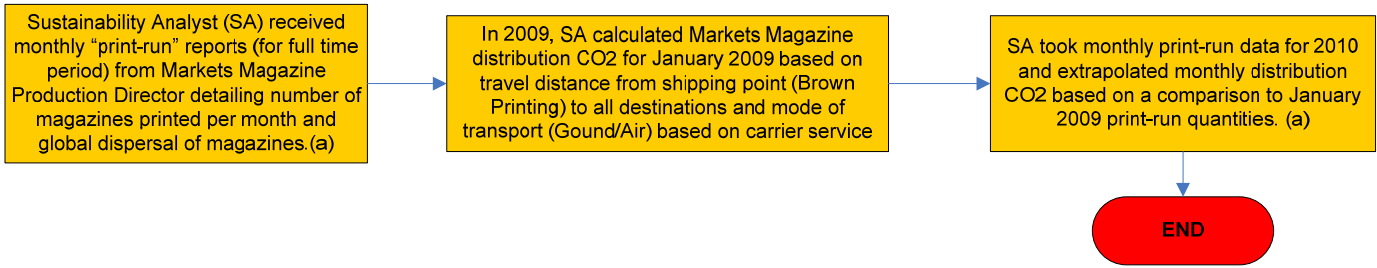 Sustainability Analyst (SA) received
monthly “print-run” reports (for full time
period) from Markets Magazine
Production Director detailing number of
magazines printed per month and
global dispersal of magazines.(a)
In 2009, SA calculated Markets Magazine
distribution CO2 for January 2009 based on
travel distance from shipping point (Brown
Printing) to all destinations and mode of
transport (Gound/Air) based on carrier service
SA took monthly print-run data for 2010
and extrapolated monthly distribution
CO2 based on a comparison to January
2009 print-run quantities. (a)
END